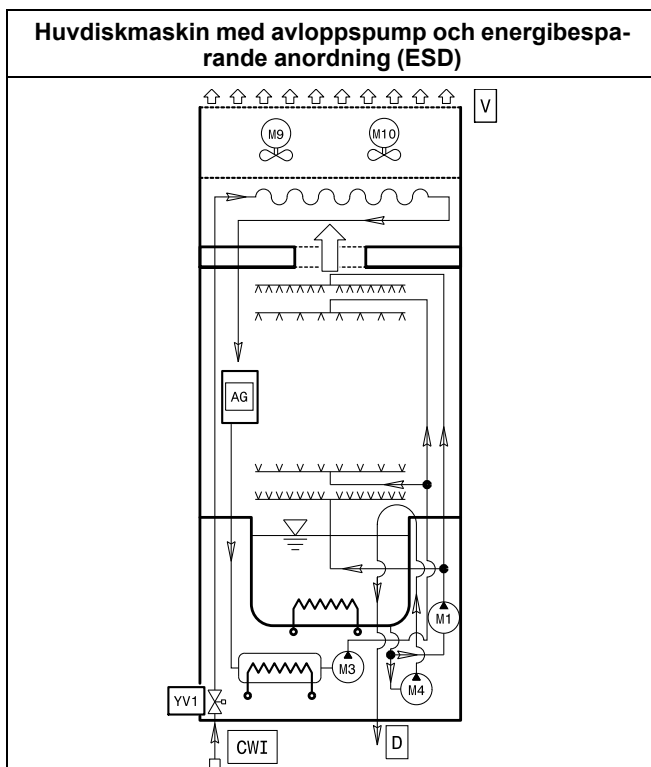 Huvdiskmaskin med avloppspump och energibespa-
rande anordning (ESD)
V
M9 M10
AG
M1
M3
M4
YV1
CWI
D